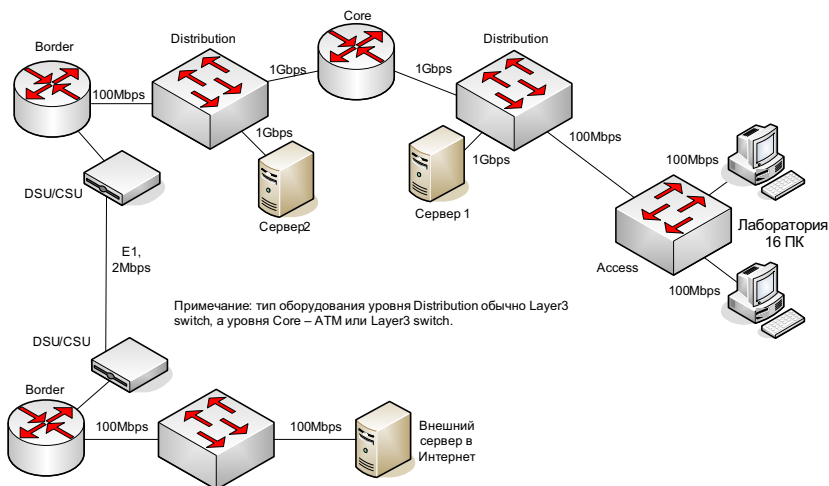 Core
Border
Distribution
Distribution
1Gbps
1Gbps
100Mbps
1Gbps
1Gbps
100Mbps
100Mbps
DSU/CSU
Сервер2
Сервер 1
Лаборатория
16 ПК
Access
100Mbps
E1,
2Mbps
Примечание: тип оборудования уровня Distribution обычно Layer3
switch, а уровня Core – ATM или Layer3 switch.
DSU/CSU
Border
100Mbps
100Mbps
Внешний
сервер в
Интернет